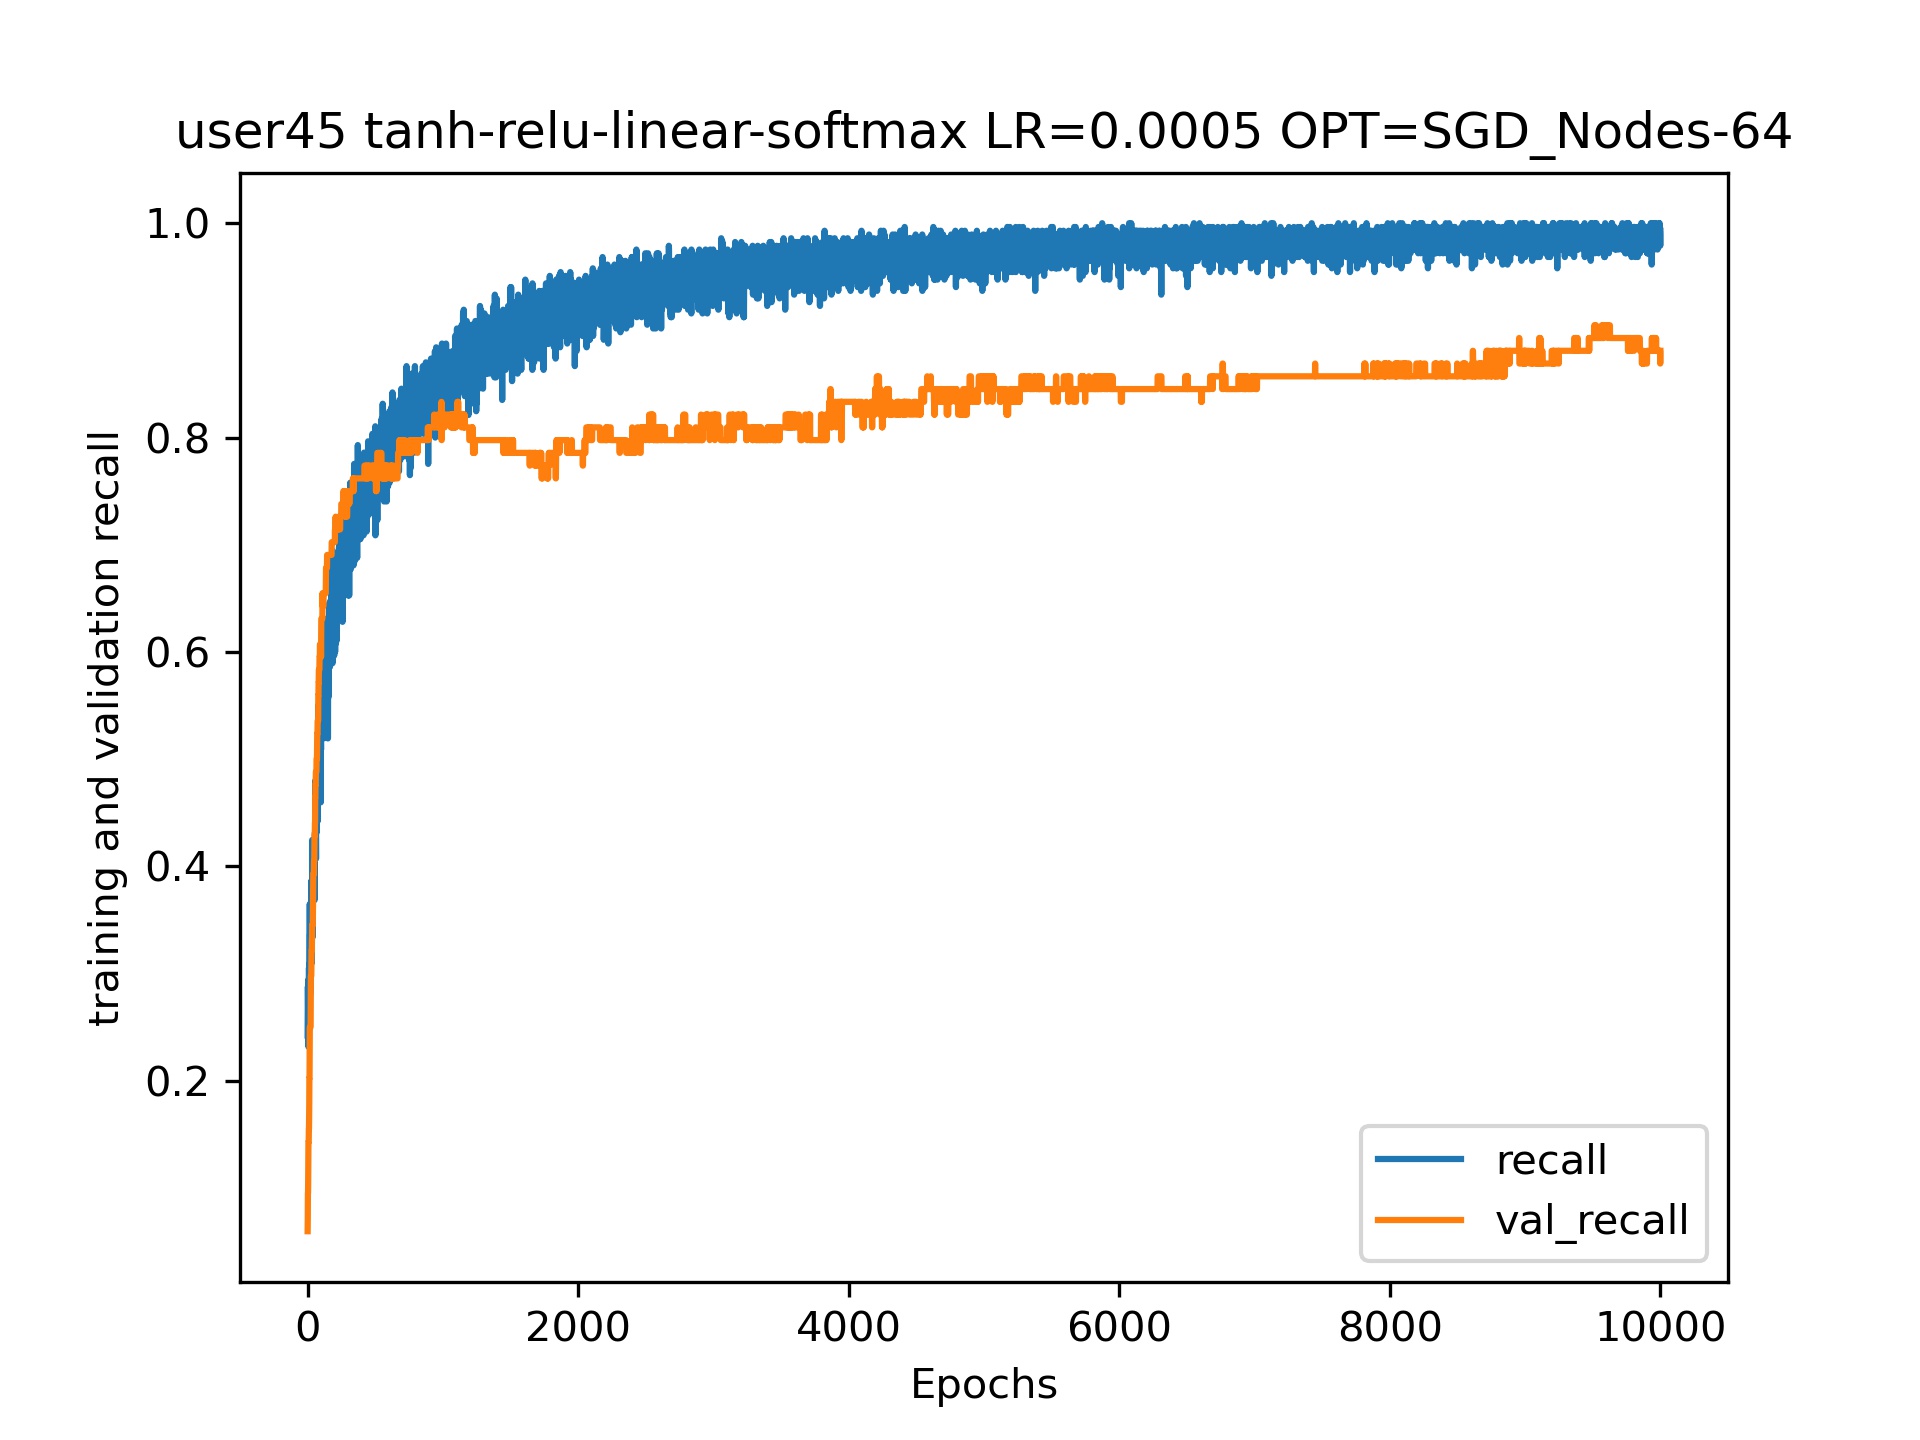 user45 tanh-relu-linear-softmax LR=0.0005 OPT=SGD_Nodes-64
training and validation recall
1.0
0.8
0.6
0.4
0.2
0 2000 4000 6000 8000 10000
Epochs
recall
val_recall